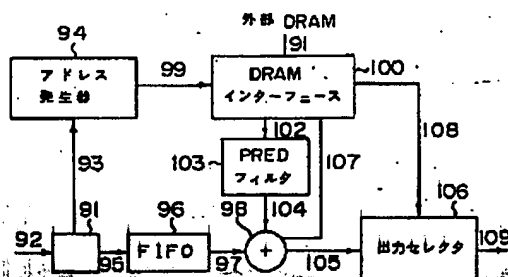 外部 DRAM
94
91
アドレス
発生器
99
DRAM
インターフェース
100
102
103
PRED
フィルタ
107
108
93
104
106
91
96
98
92
FIFO
出力セレクタ
109
96
97
+
105